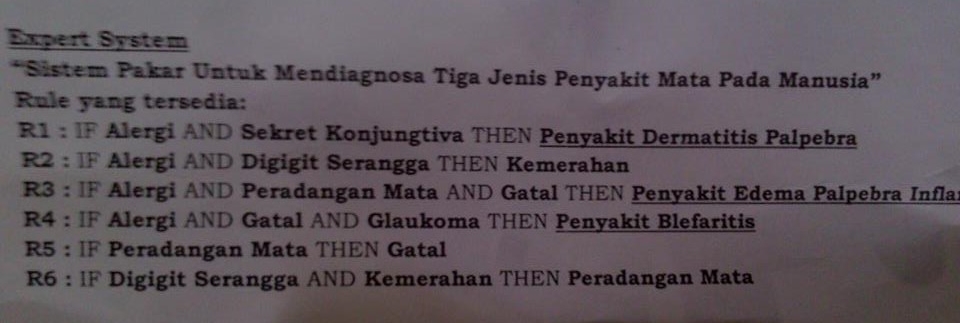 Expert System
"Sistem Pakar Untuk Mendiagnosa Tiga Jenis Penyakit Mata Pada Manusia"
Rule yang tersedia:
R1 : IF Alergi AND Sekret Konjungtiva THEN Penyakit Dermatitis Palpebra
R2 : IF Alergi AND Digigit Serangga THEN Kemerahan
R3 : IF Alergi AND Peradangan Mata AND Gatal THEN Penyakit Edema Palpebra Infla
R4 : IF Alergi AND Gatal AND Glaukoma THEN Penyakit Blefaritis
R5 : IF Peradangan Mata THEN Gatal
R6 : IF Digigit Serangga AND Kemerahan THEN Peradangan Mata